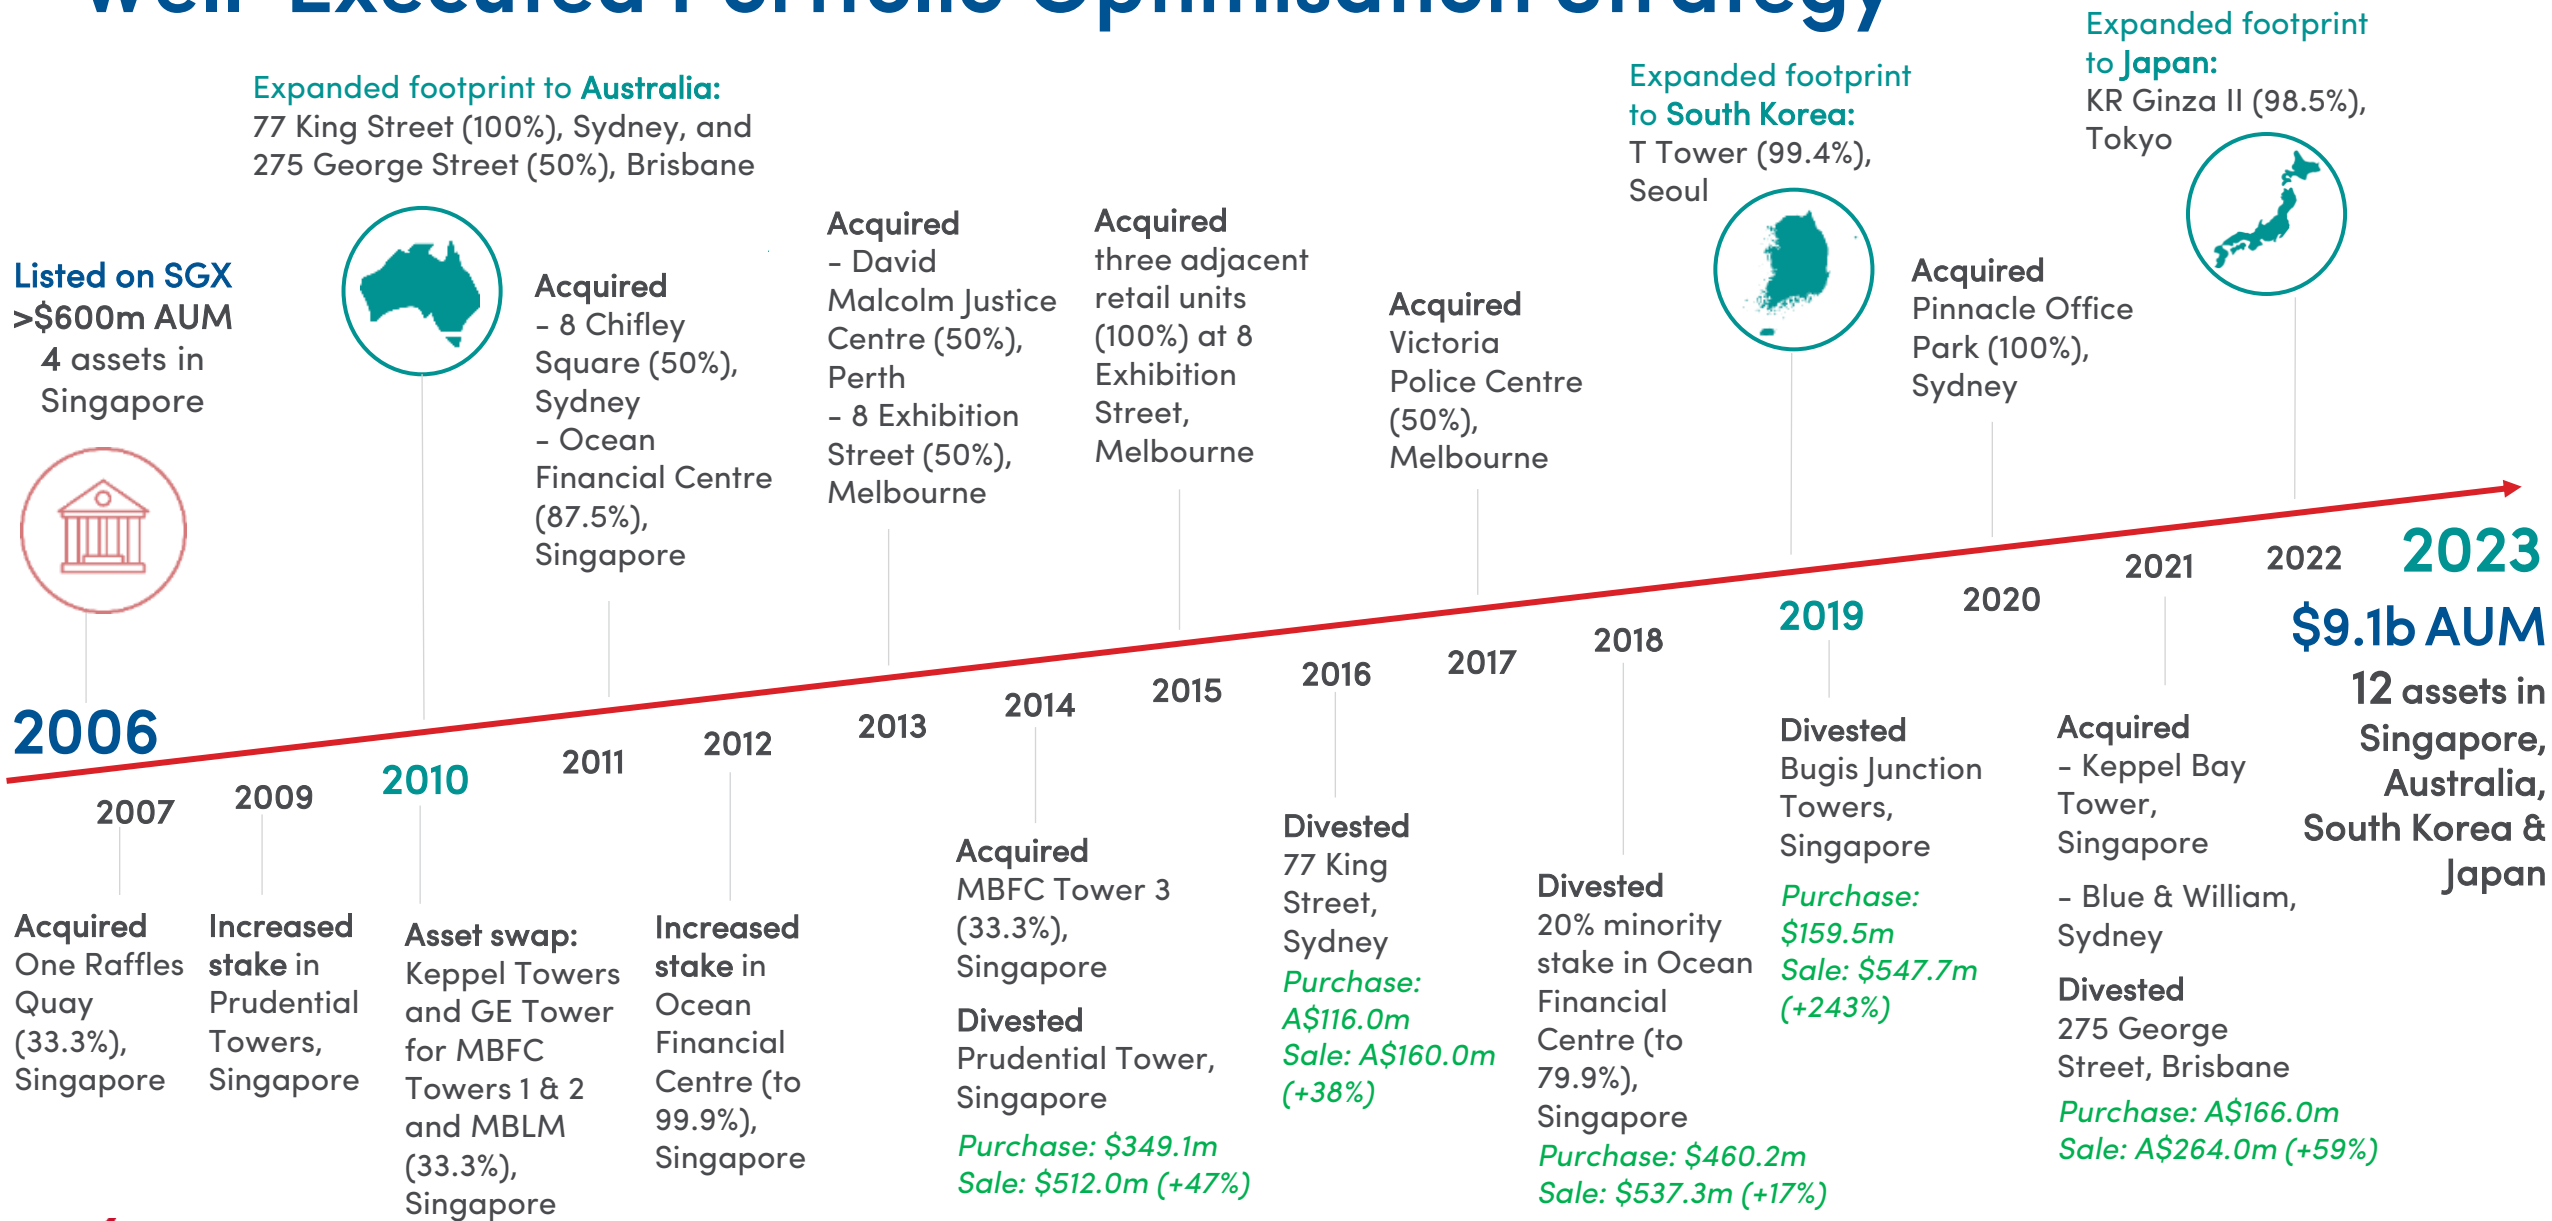 Well-Executed Portfolio Optimisation Strategy
Listed on SGX
>$600m AUM
4 assets in
Singapore
2006
Expanded footprint to Australia:
77 King Street (100%), Sydney, and
275 George Street (50%), Brisbane
Acquired
- 8 Chifley
Square (50%),
Sydney
- Ocean
Financial Centre
(87.5%),
Singapore
Acquired
- David
Malcolm Justice
Centre (50%),
Perth
- 8 Exhibition
Street (50%),
Melbourne
Acquired
three adjacent
retail units
(100%) at 8
Exhibition
Street,
Melbourne
Acquired
Victoria
Police Centre
(50%),
Melbourne
Expanded footprint
to South Korea:
T Tower (99.4%),
Seoul
Acquired
Pinnacle Office
Park (100%),
Sydney
Expanded footprint
to Japan:
KR Ginza II (98.5%),
Tokyo
2007
2009
2010
2011
2012
2013
2014
2015
2016
2017
2018
2019
2020
2021
2022
2023
$9.1b AUM
12 assets in
Singapore,
Australia,
South Korea &
Japan
Acquired
One Raffles
Quay
(33.3%),
Singapore
Increased
stake in
Prudential
Towers,
Singapore
Asset swap:
Keppel Towers
and GE Tower
for MBFC
Towers 1 & 2
and MBLM
(33.3%),
Singapore
Increased
stake in
Ocean
Financial
Centre (to
99.9%),
Singapore
Acquired
MBFC Tower 3
(33.3%),
Singapore
Divested
Prudential Tower,
Singapore
Purchase: $349.1m
Sale: $512.0m (+47%)
Divested
77 King
Street,
Sydney
Purchase:
A$116.0m
Sale: A$160.0m
(+38%)
Divested
20% minority
stake in Ocean
Financial
Centre (to
79.9%),
Singapore
Purchase: $460.2m
Sale: $537.3m (+17%)
Divested
Bugis Junction
Towers,
Singapore
Purchase:
$159.5m
Sale: $547.7m
(+243%)
Acquired
- Keppel Bay
Tower,
Singapore
- Blue & William,
Sydney
Divested
275 George
Street, Brisbane
Purchase: A$166.0m
Sale: A$264.0m (+59%)